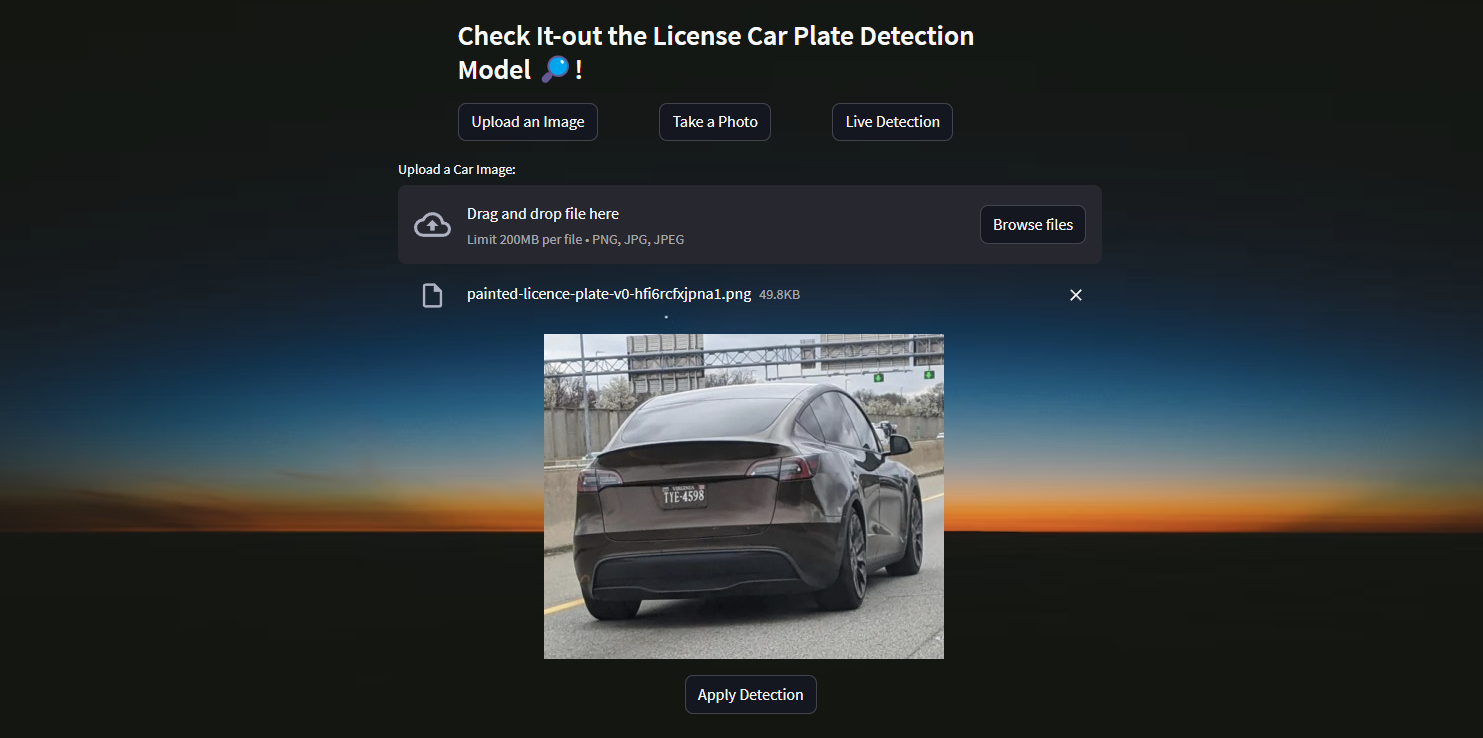 Check It-out the License Car Plate Detection
Model 🔎 !
Upload an Image
Take a Photo
Live Detection
Upload a Car Image:
Drag and drop file here
Limit 200MB per file • PNG, JPG, JPEG
Browse files
painted-licence-plate-v0-hfi6rcfxjpna1.png 49.8KB
VIRGINIA
TYE-4598
Apply Detection